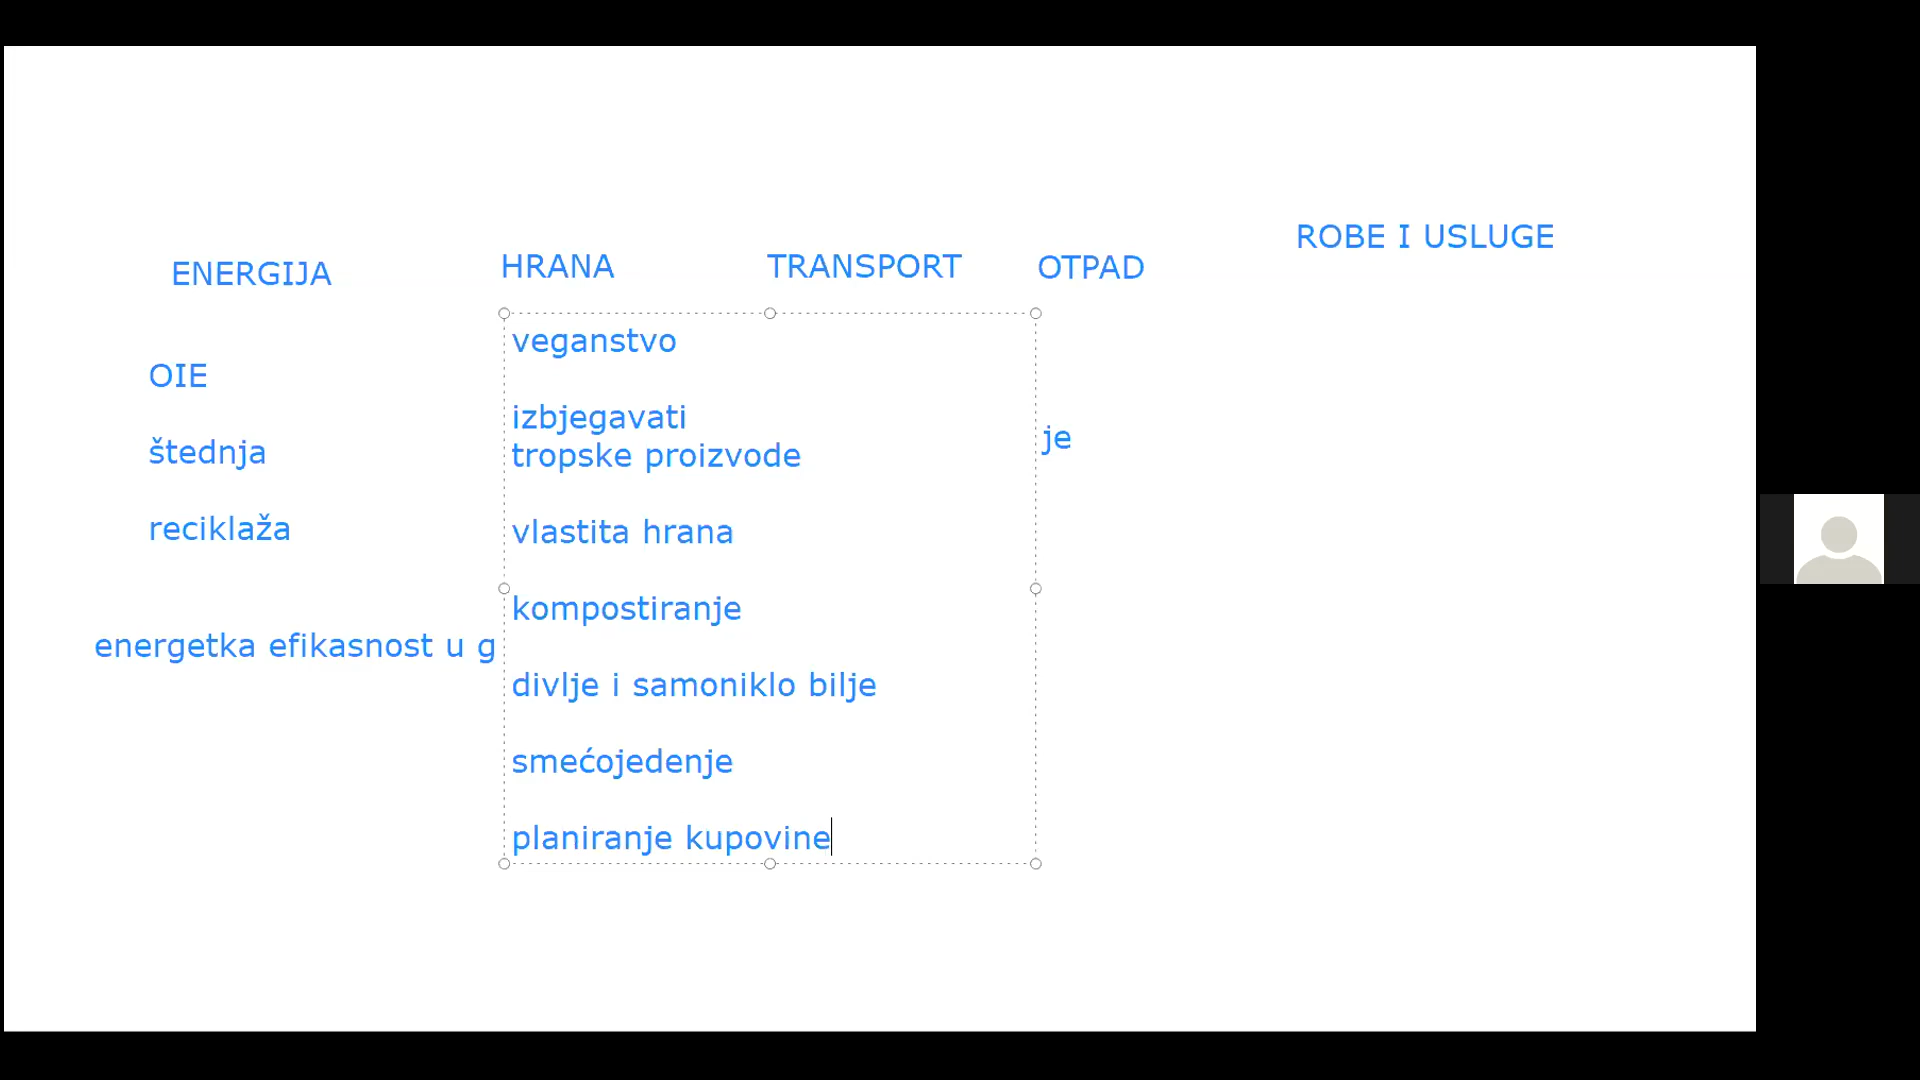 ENERGIJA
HRANA
TRANSPORT
OTPAD
ROBE I USLUGE
OIE
štednja
reciklaža
energetka efikasnost u g
veganstvo
izbjegavati
tropske proizvode
vlastita hrana
kompostiranje
divlje i samoniklo bilje
smećojedenje
planiranje kupovine
je